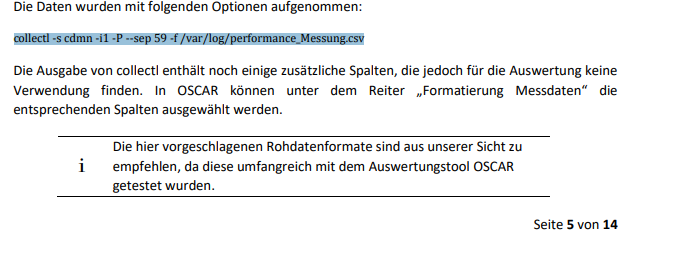 Die Daten wurden mit folgenden Optionen aufgenommen:
collectl -s cdmn -i1 -P --sep 59 -f /var/log/performance_Messung.csv
Die Ausgabe von collectl enthält noch einige zusätzliche Spalten, die jedoch für die Auswertung keine
Verwendung finden. In OSCAR können unter dem Reiter „Formatierung Messdaten“ die
entsprechenden Spalten ausgewählt werden.
Die hier vorgeschlagenen Rohdatenformate sind aus unserer Sicht zu
i empfehlen, da diese umfangreich mit dem Auswertungstool OSCAR
getestet wurden.
Seite 5 von 14